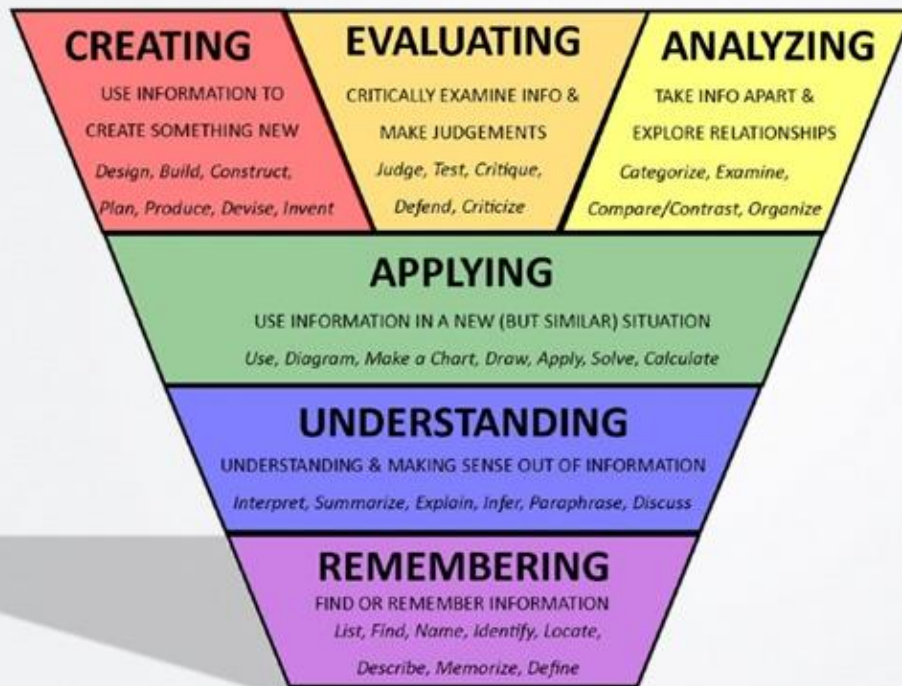 CREATING
USE INFORMATION TO
CREATE SOMETHING NEW
Design, Build, Construct,
Plan, Produce, Devise, Invent
EVALUATING
CRITICALLY EXAMINE INFO &
MAKE JUDGEMENTS
Judge, Test, Critique,
Defend, Criticize
ANALYZING
TAKE INFO APART &
EXPLORE RELATIONSHIPS
Categorize, Examine,
Compare/Contrast, Organize
APPLYING
USE INFORMATION IN A NEW (BUT SIMILAR) SITUATION
Use, Diagram, Make a Chart, Draw, Apply, Solve, Calculate
UNDERSTANDING
UNDERSTANDING & MAKING SENSE OUT OF INFORMATION
Interpret, Summarize, Explain, Infer, Paraphrase, Discuss
REMEMBERING
FIND OR REMEMBER INFORMATION
List, Find, Name, Identify, Locate,
Describe, Memorize, Define